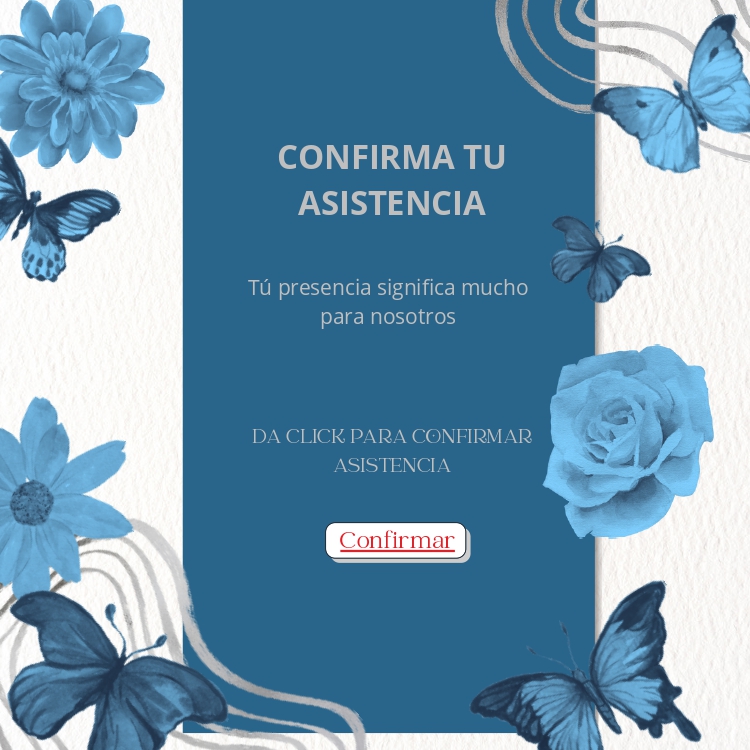 CONFIRMA TU
ASISTENCIA
Tú presencia significa mucho
para nosotros
DA CLICK PARA CONFIRMAR
ASISTENCIA
Confirmar